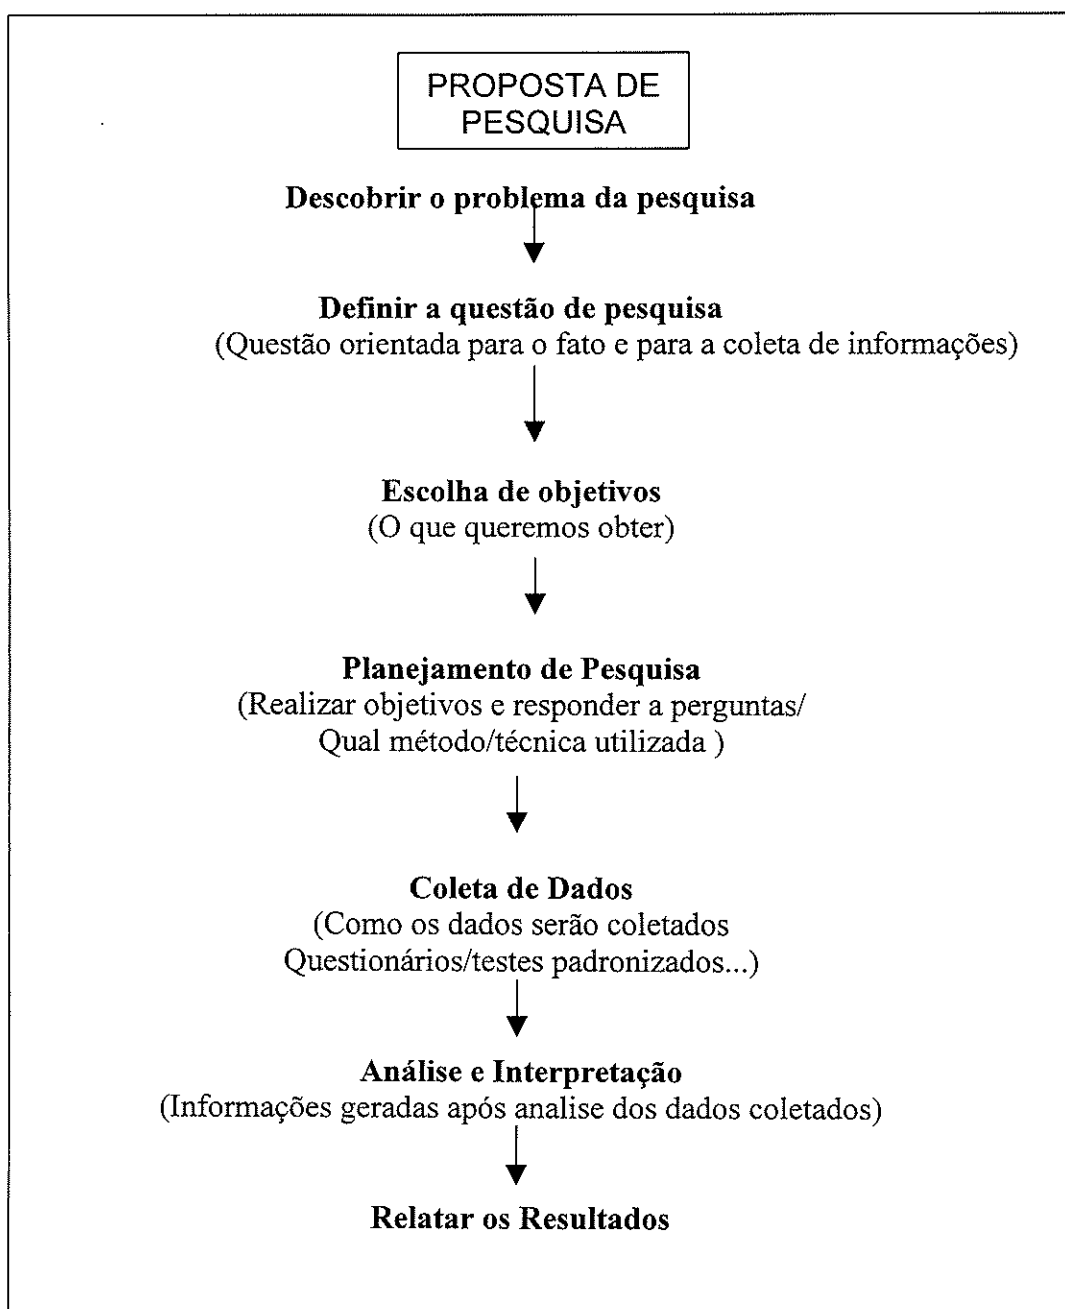 PROPOSTA DE
PESQUISA
Descobrir o problema da pesquisa
Definir a questão de pesquisa
(Questão orientada para o fato e para a coleta de informações)
Escolha de objetivos
(O que queremos obter)
Planejamento de Pesquisa
(Realizar objetivos e responder a perguntas/
Qual método/técnica utilizada )
Coleta de Dados
(Como os dados serão coletados
Questionários/testes padronizados...)
Análise e Interpretação
(Informações geradas após analise dos dados coletados)
Relatar os Resultados